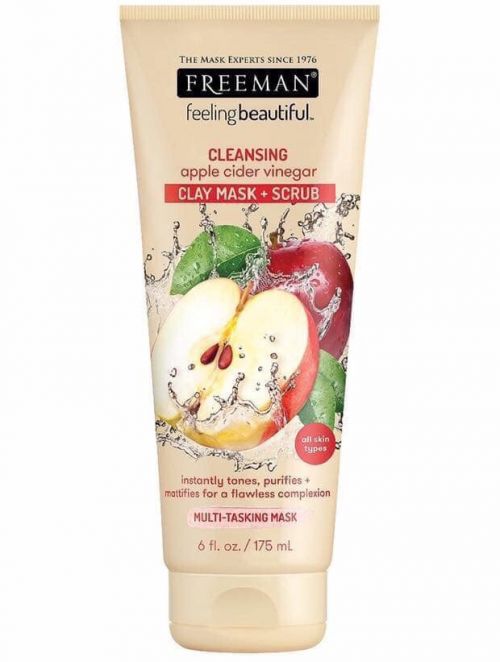 THE MASK EXPERTS SINCE 1976
FREEMAN®
feelingbeautiful™
CLEANSING
apple cider vinegar
CLAY MASK + SCRUB
all skin
types
instantly tones, purifies +
mattifies for a flawless complexion
MULTI-TASKING MASK
6 fl. oz. / 175 mL